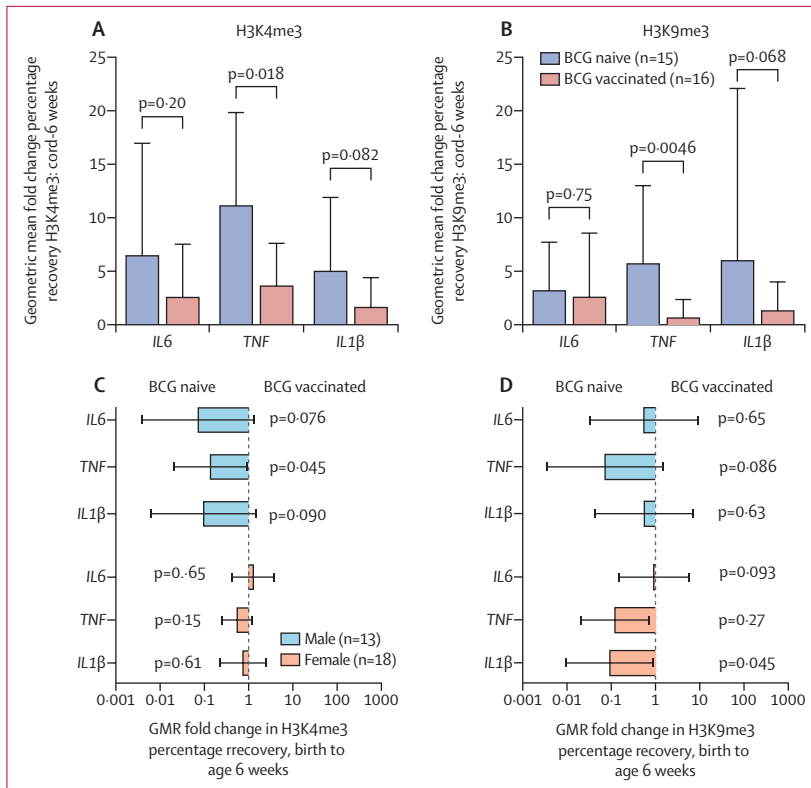 A
H3K4me3
Geometric mean fold change percentage
recovery H3K4me3: cord-6 weeks
25
20
15
10
5
0
p=0·20
p=0·018
p=0·082
IL6
TNF
IL1β
B
H3K9me3
BCG naive (n=15)
BCG vaccinated (n=16)
Geometric mean fold change percentage
recovery H3K9me3: cord-6 weeks
25
20
15
10
5
0
p=0·75
p=0·0046
p=0·068
IL6
TNF
IL1β
C
BCG naive
BCG vaccinated
IL6
p=0·076
TNF
p=0·045
IL1β
p=0·090
IL6
p=0·.65
TNF
p=0·15
IL1β
p=0·61
Male (n=13)
Female (n=18)
0·001
0·01
0·1
1
10
100
1000
GMR fold change in H3K4me3
percentage rrecovery, birth to
age 6 weeks
D
BCG naive
BCG vaccinated
IL6
p=0·65
TNF
p=0·086
IL1β
p=0·63
IL6
p=0·093
TNF
p=0·27
IL1β
p=0·045
0·001
0·01
0·1
1
10
100
1000
GMR fold change in H3K9me3
percentage recovery, birth to
age 6 weeks